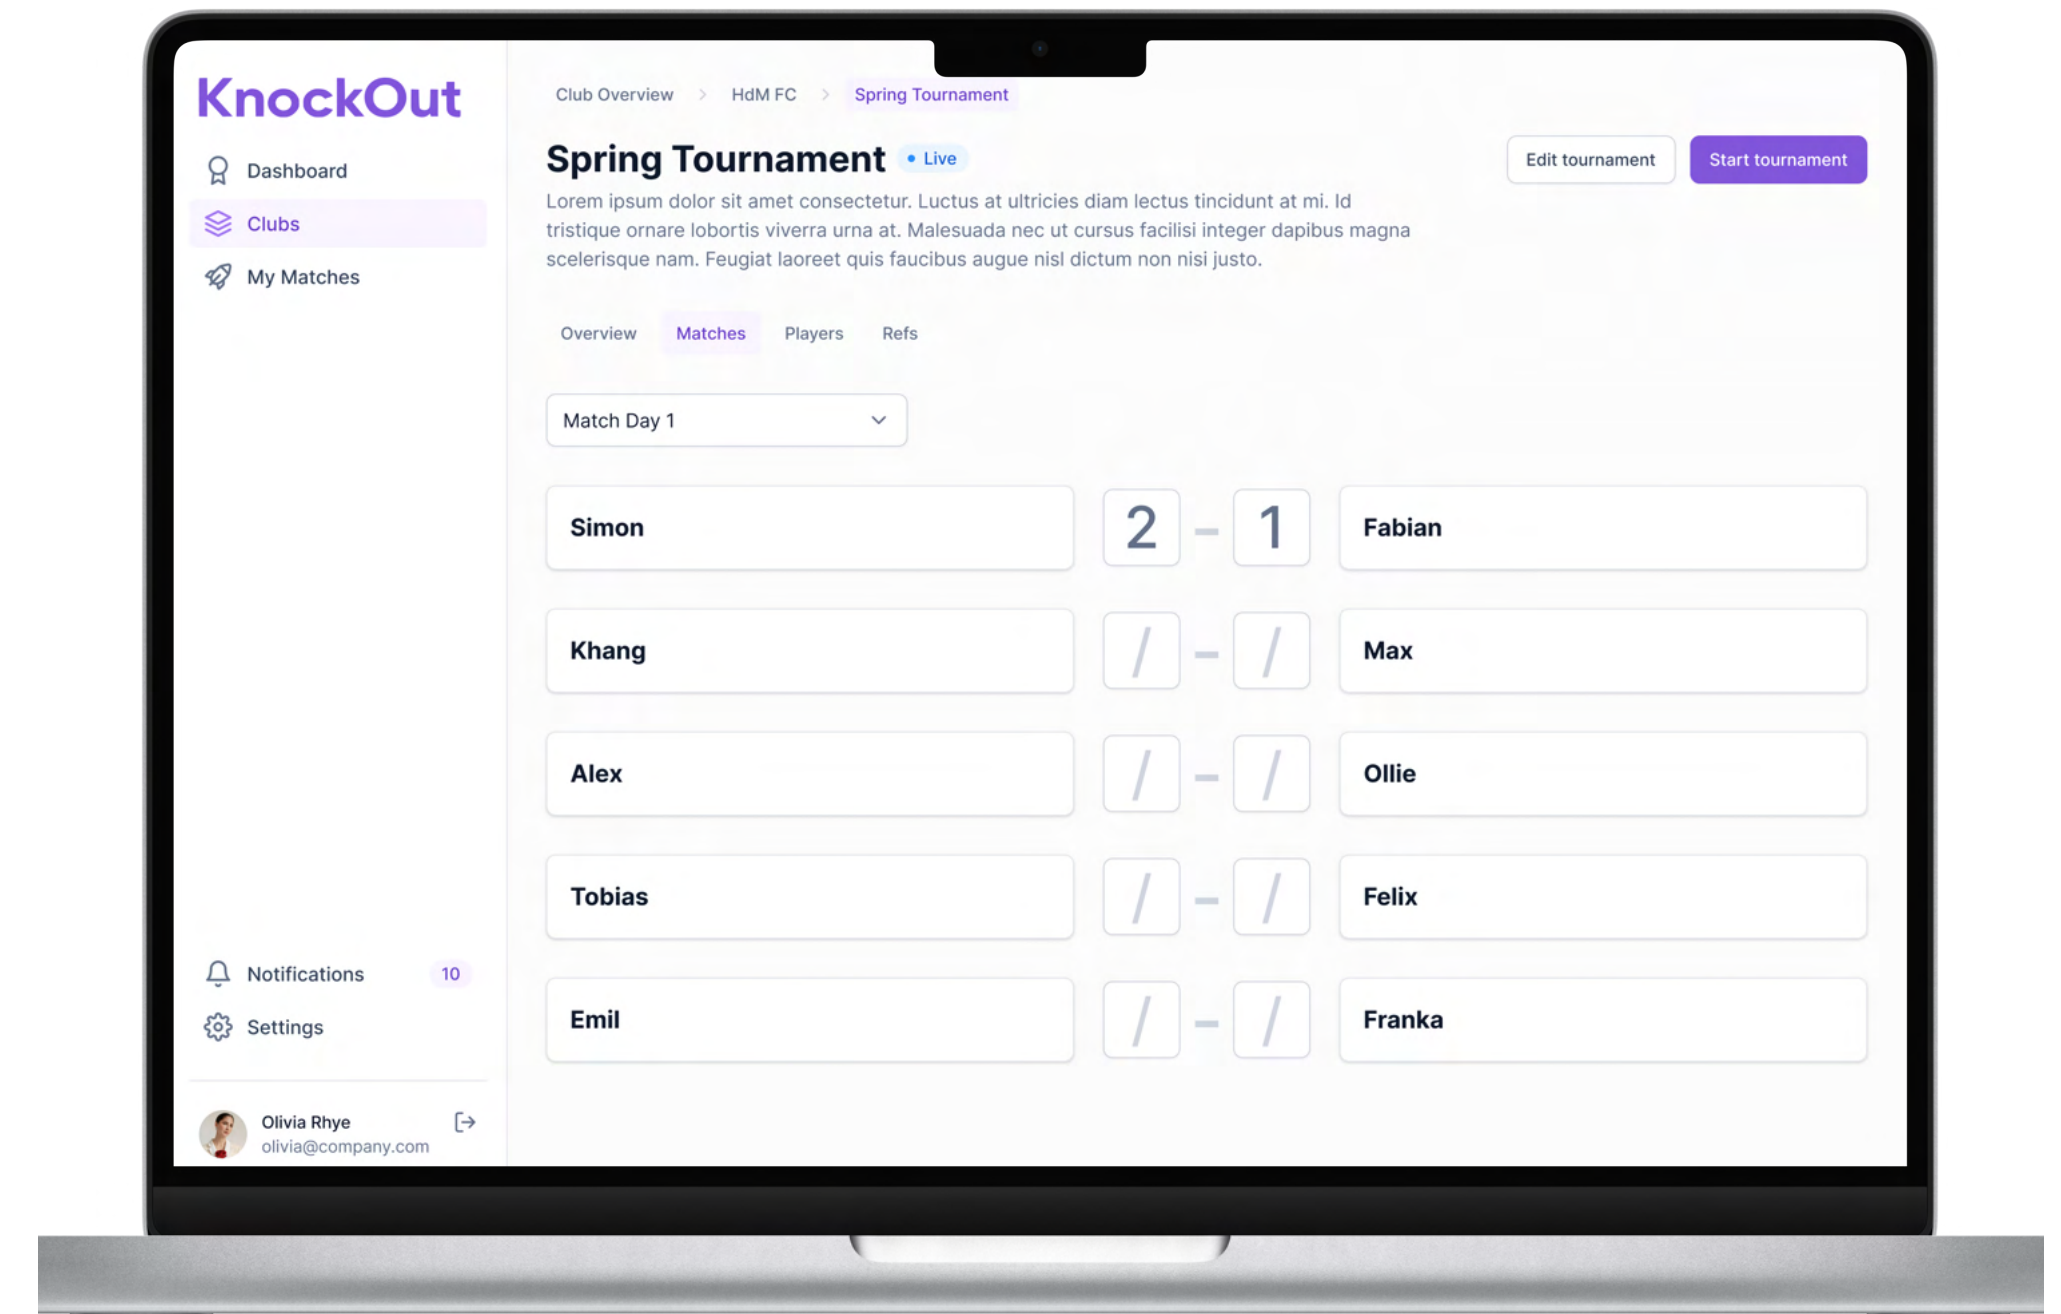 KnockOut
Dashboard
Clubs
My Matches
Notifications 10
Settings
Olivia Rhye
olivia@company.com
Club Overview > HdM FC > Spring Tournament
Spring Tournament • Live
Edit tournament
Start tournament
Lorem ipsum dolor sit amet consectetur. Luctus at ultricies diam lectus tincidunt at mi. Id
tristique ornare lobortis viverra urna at. Malesuada nec ut cursus facilisi integer dapibus magna
scelerisque nam. Feugiat laoreet quis faucibus augue nisl dictum non nisi justo.
Overview Matches Players Refs
Match Day 1
Simon 2 – 1 Fabian
Khang / – / Max
Alex / – / Ollie
Tobias / – / Felix
Emil / – / Franka